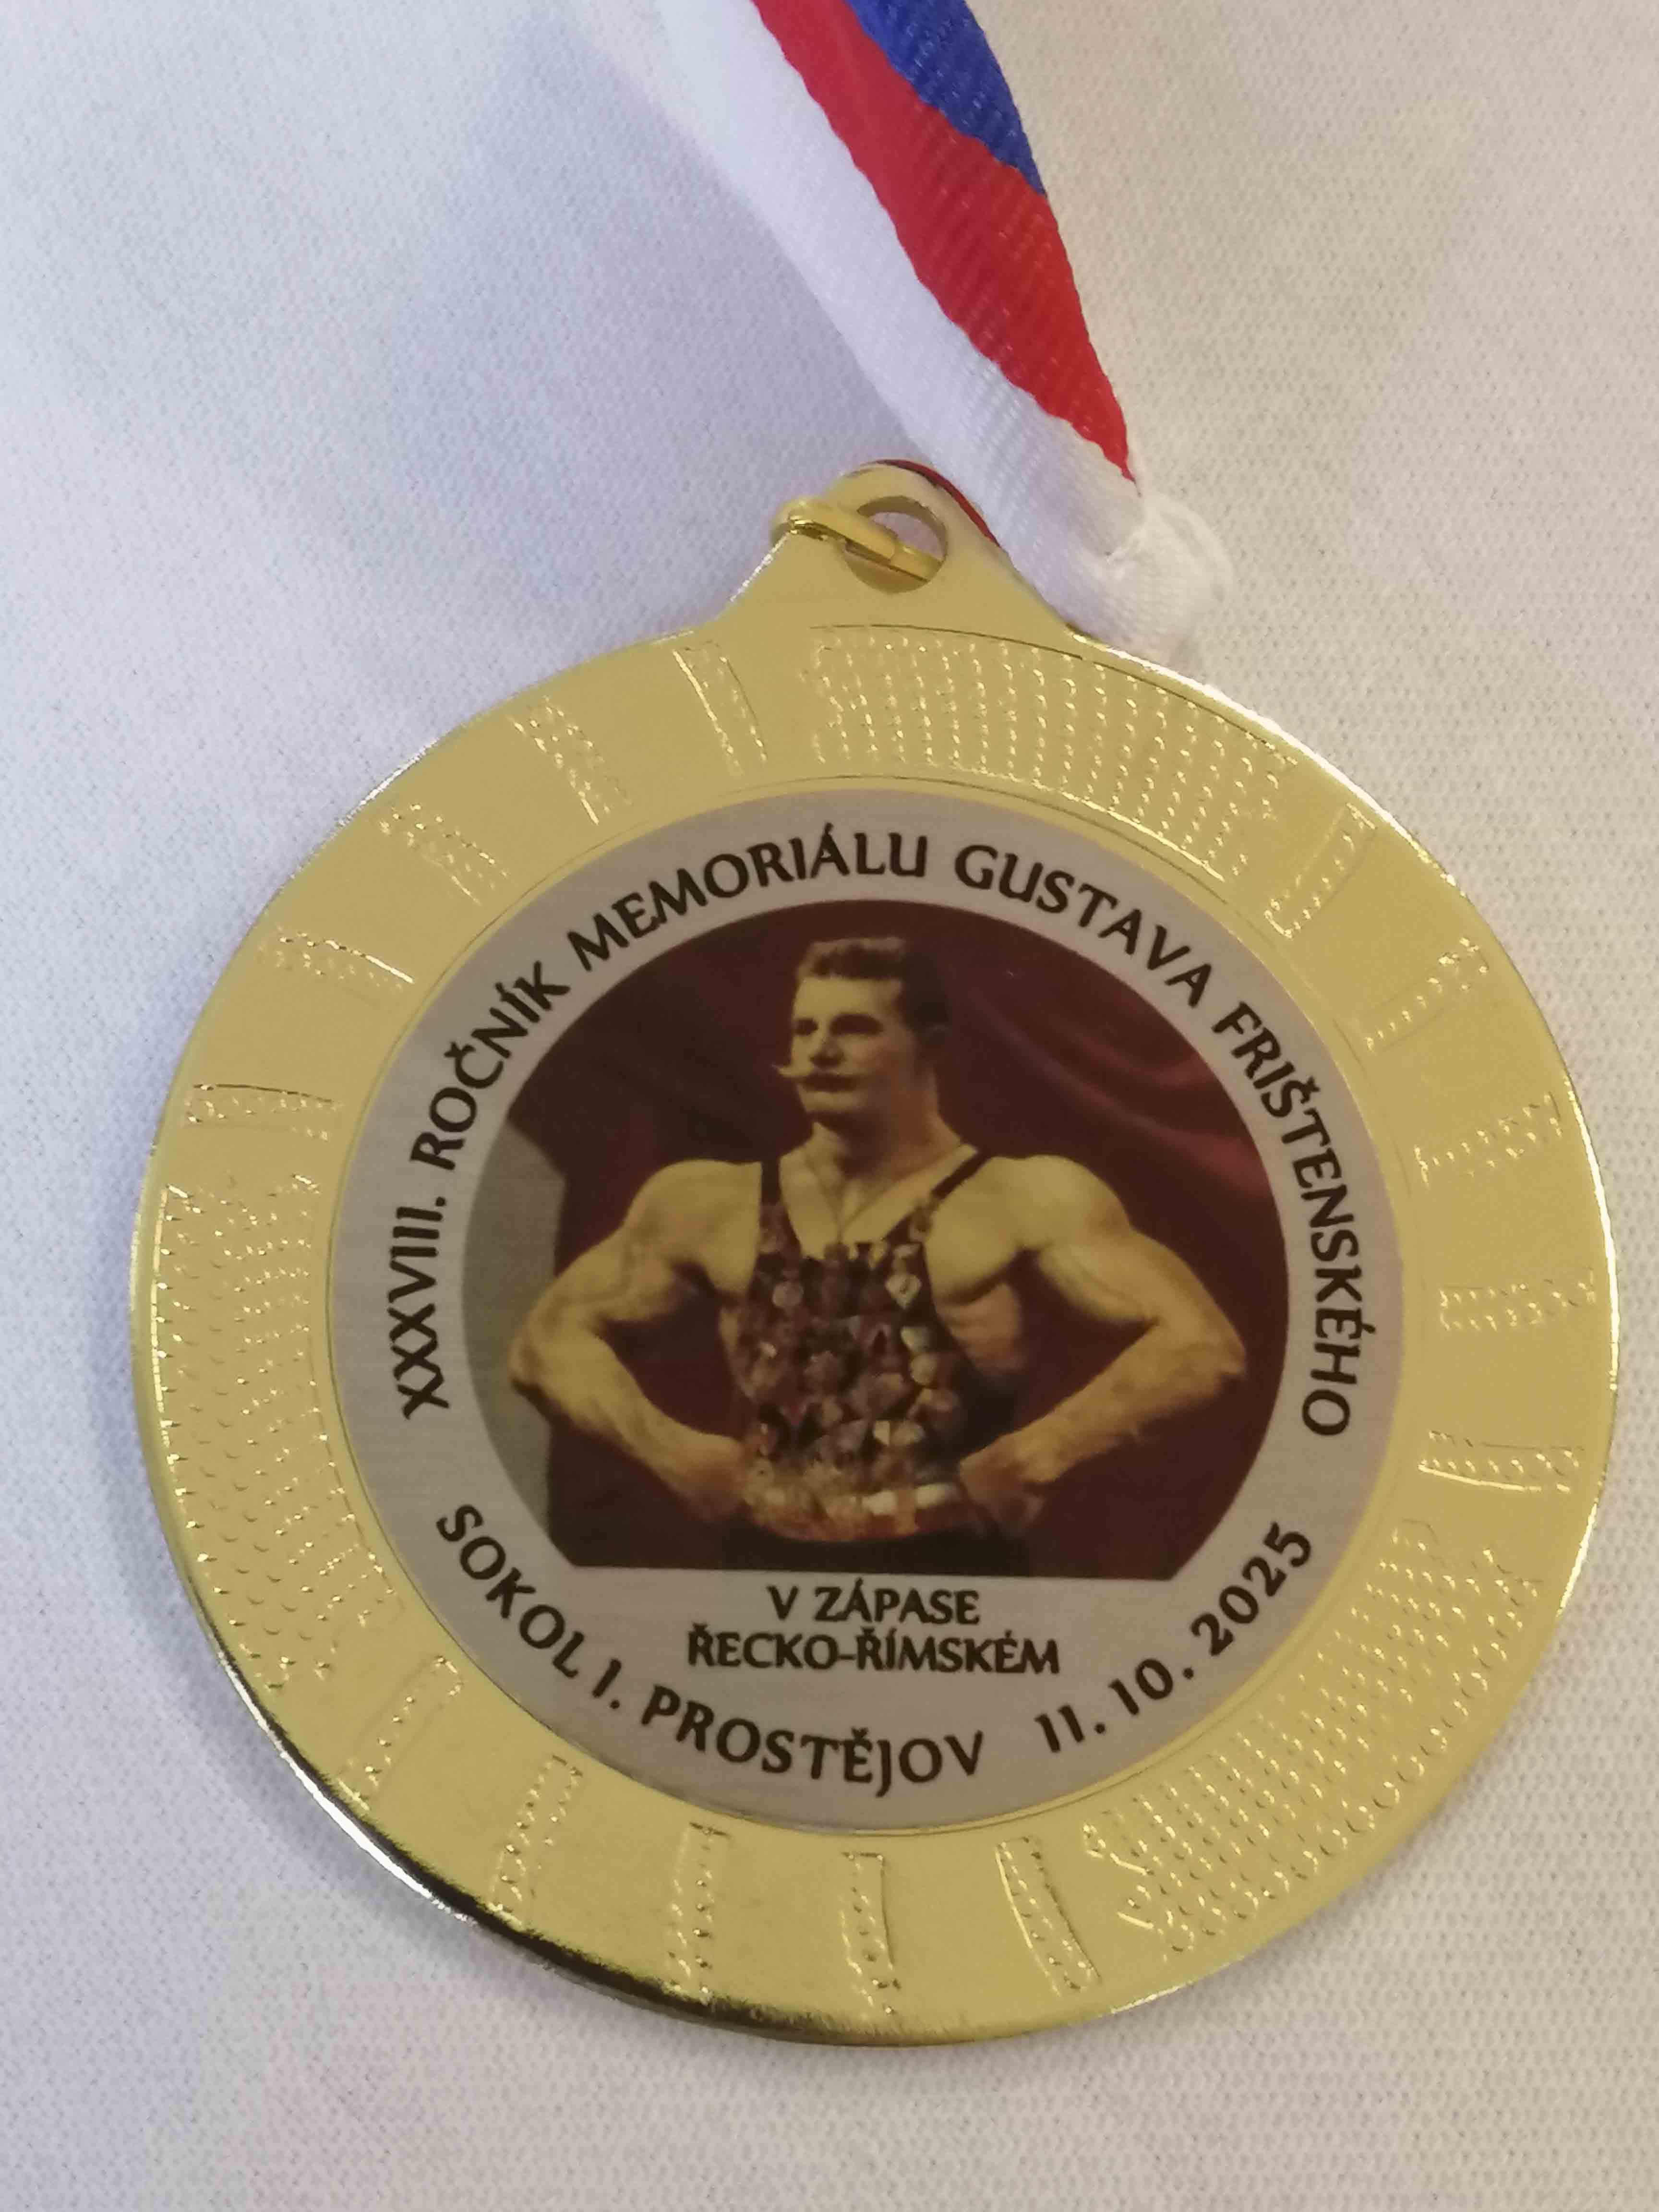 XXXVIII. ROČNÍK MEMORIÁLU GUSTAVA FRIŠTENSKÉHO
V ZÁPASE
ŘECKO-ŘÍMSKÉM
SOKOL I. PROSTĚJOV 11. 10. 2025